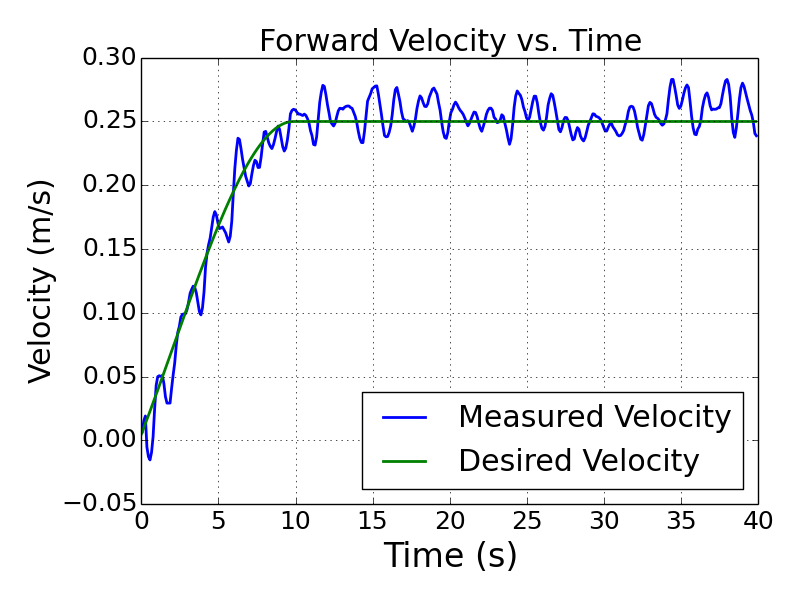 Forward Velocity vs. Time
0.30
0.25
0.20
0.15
0.10
0.05
0.00
−0.05
Velocity (m/s)
Measured Velocity
Desired Velocity
0 5 10 15 20 25 30 35 40
Time (s)